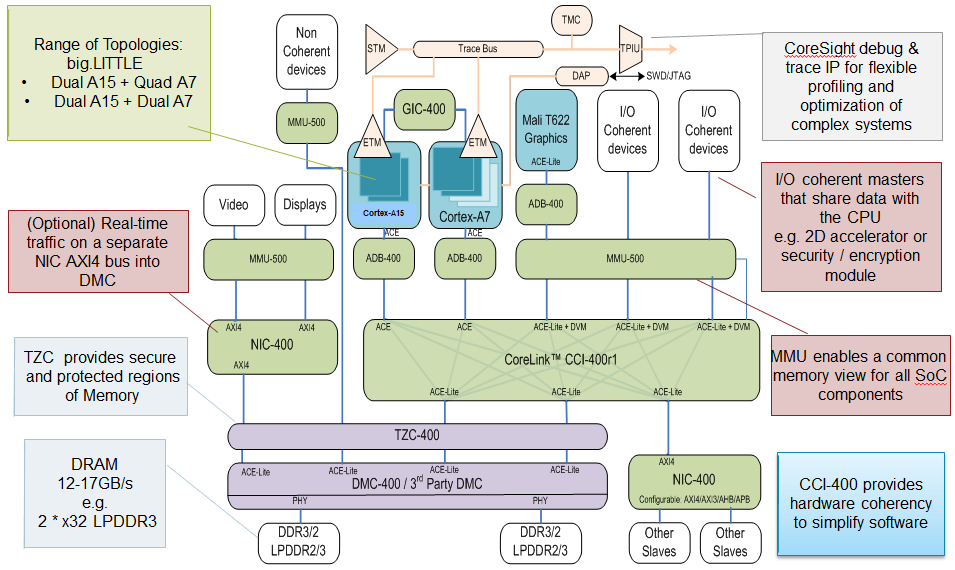 Range of Topologies:
big.LITTLE
• Dual A15 + Quad A7
• Dual A15 + Dual A7
Non
Coherent
devices
MMU-500
STM
Trace Bus
TMC
TPIU
DAP
SWD/JTAG
CoreSight debug &
trace IP for flexible
profiling and
optimization of
complex systems
GIC-400
ETM
ETM
Cortex-A15
Cortex-A7
ACE
ACE
Mali T622
Graphics
ACE-Lite
I/O
Coherent
devices
I/O
Coherent
devices
I/O coherent masters
that share data with
the CPU
e.g. 2D accelerator or
security / encryption
module
Video
Displays
(Optional) Real-time
traffic on a separate
NIC AXI4 bus into
DMC
MMU-500
ADB-400
ADB-400
ADB-400
MMU-500
AXI4
AXI4
NIC-400
AXI4
ACE
ACE
ACE-Lite + DVM
ACE-Lite + DVM
ACE-Lite + DVM
CoreLink™ CCI-400r1
ACE-Lite
ACE-Lite
ACE-Lite
MMU enables a common
memory view for all SoC
components
TZC provides secure
and protected regions
of Memory
TZC-400
ACE-Lite
ACE-Lite
ACE-Lite
ACE-Lite
DMC-400 / 3rd Party DMC
PHY
PHY
DRAM
12-17GB/s
e.g.
2 * x32 LPDDR3
DDR3/2
LPDDR2/3
DDR3/2
LPDDR2/3
AXI4
NIC-400
Configurable: AXI4/AXI3/AHB/APB
Other
Slaves
Other
Slaves
CCI-400 provides
hardware coherency
to simplify software